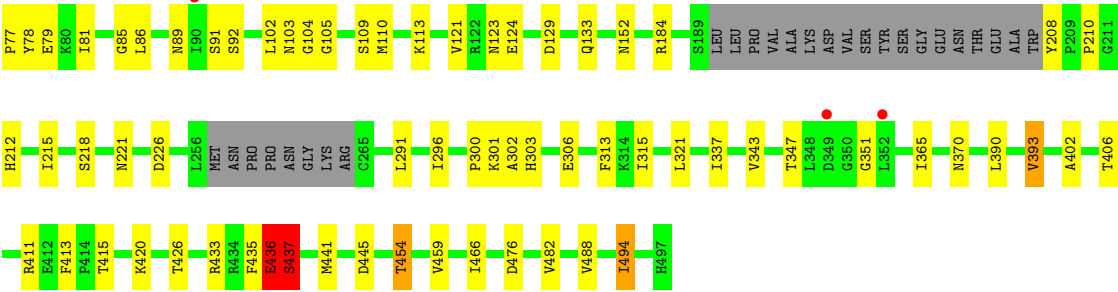 P77 Y78 E79 K80 I81 G85 L86 N89 I90 S91 S92 L102 N103 G104 G105 S109 M110 K113 V121 R122 N123 E124 D129 Q133 N152 R184 S189 LEU LEU PRO VAL ALA LYS ASP VAL SER TYR SER GLY GLU ASN THR GLU ALA TRP Y208 P209 P210 G211
H212 I215 S218 N221 D226 L256 MET ASN PRO PRO ASN GLY LYS ARG C265 L291 I296 P300 K301 A302 H303 E306 F313 K314 I315 L321 I337 V343 T347 L348 D349 G350 G351 L352 I365 N370 L390 V393 A402 T406
R411 E412 F413 P414 T415 K420 T426 R433 R434 F435 E436 S437 M441 D445 T454 V459 I466 D476 V482 V488 I494 H497